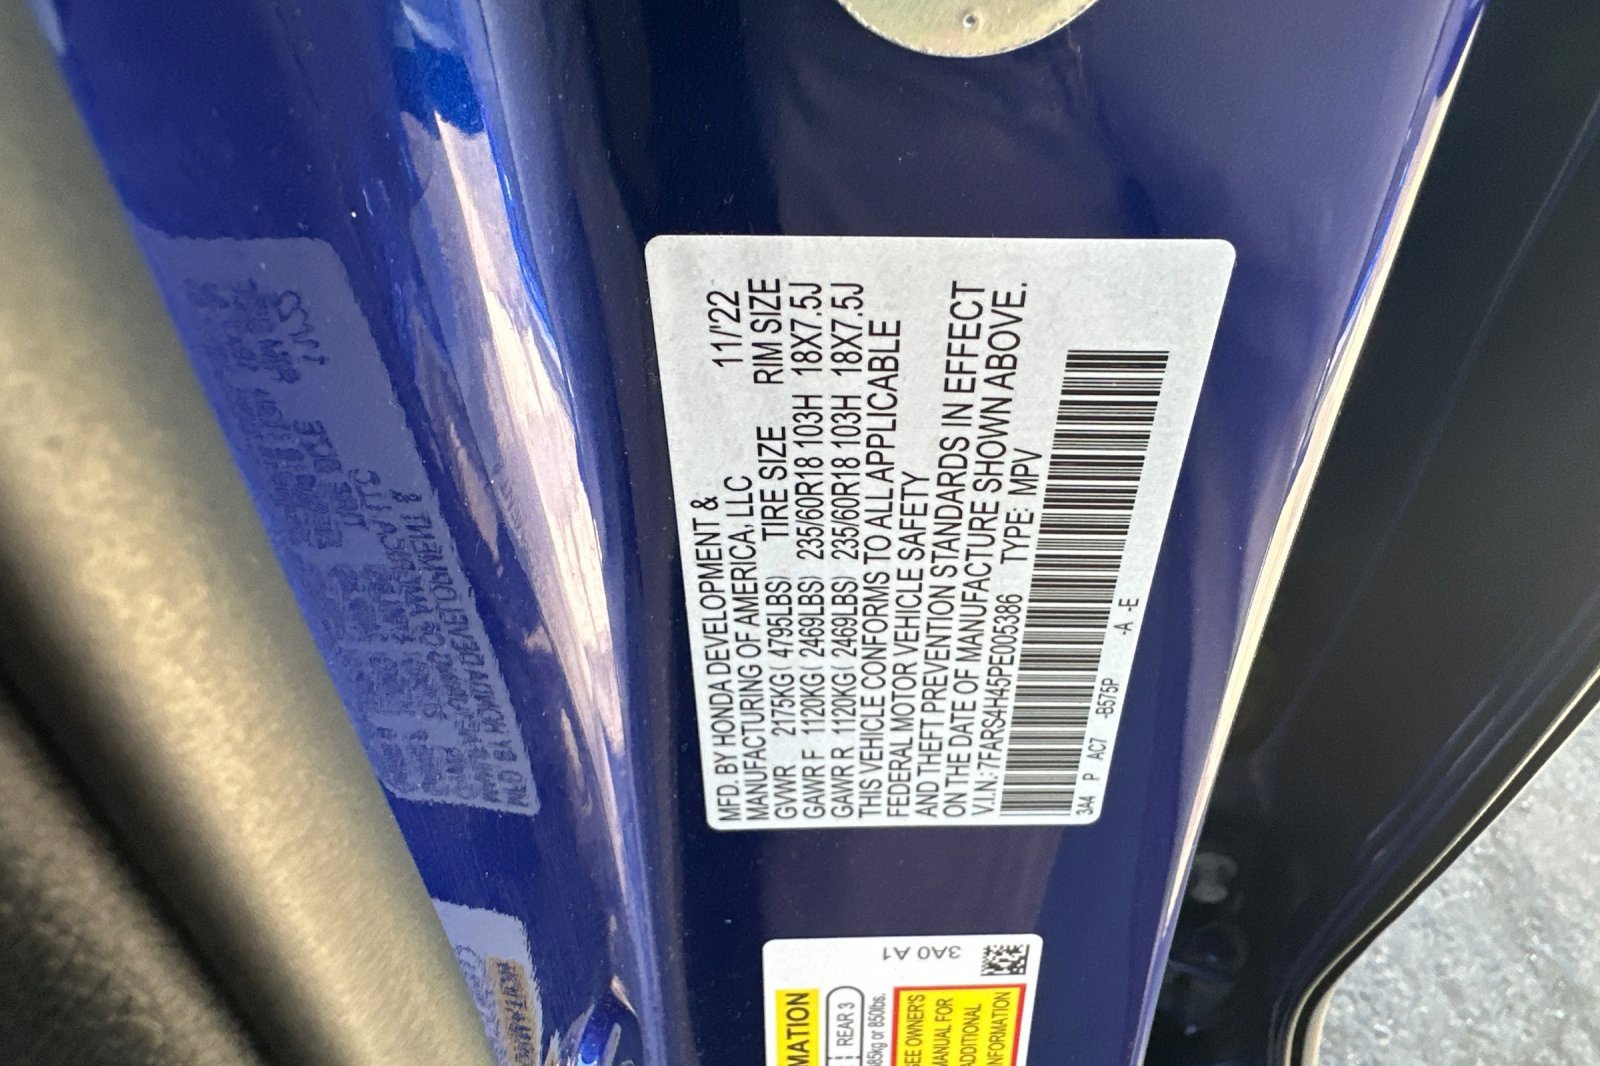 MFD. BY HONDA DEVELOPMENT &
MANUFACTURING OF AMERICA, LLC 11/'22
GVWR 2175KG( 4795LBS) TIRE SIZE RIM SIZE
GAWR F 1120KG( 2469LBS) 235/60R18 103H 18X7.5J
GAWR R 1120KG( 2469LBS) 235/60R18 103H 18X7.5J
THIS VEHICLE CONFORMS TO ALL APPLICABLE
FEDERAL MOTOR VEHICLE SAFETY
AND THEFT PREVENTION STANDARDS IN EFFECT
ON THE DATE OF MANUFACTURE SHOWN ABOVE.
V.I.N.:7FARS4H45PE005386 TYPE: MPV
3A4 P AC7 -B575P -A -E
3A0 A1
REAR 3
850lbs.
SEE OWNER'S
MANUAL FOR
ADDITIONAL